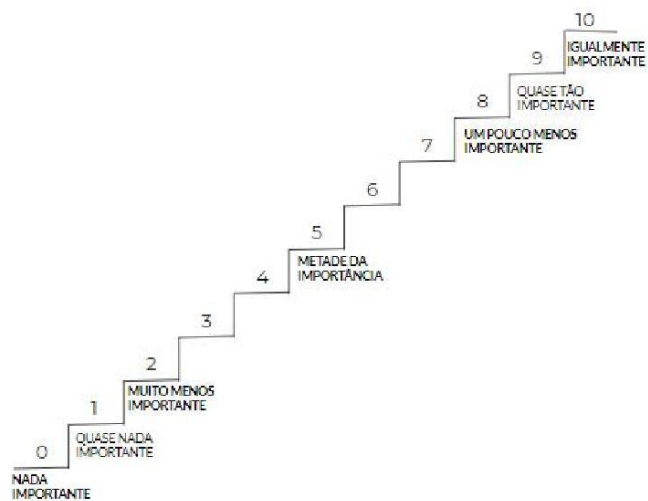 10
IGUALMENTE
IMPORTANTE
9
QUASE TÃO
IMPORTANTE
8
UM POUCO MENOS
IMPORTANTE
7
6
5
METADE DA
IMPORTÂNCIA
4
3
2
MUITO MENOS
IMPORTANTE
1
QUASE NADA
IMPORTANTE
0
NADA
IMPORTANTE